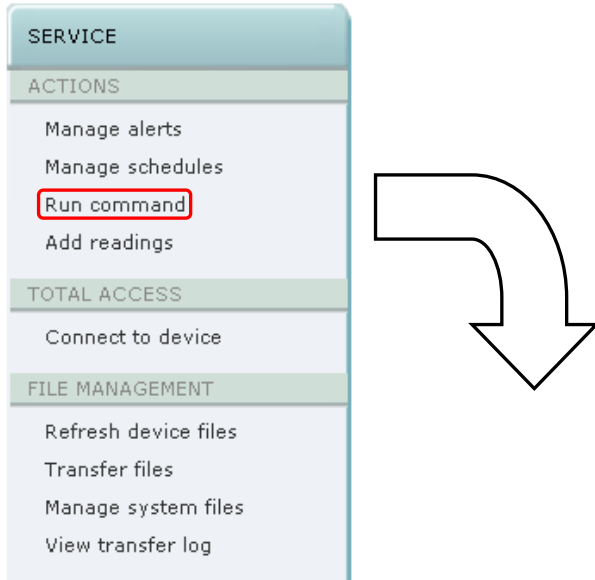 SERVICE
ACTIONS
Manage alerts
Manage schedules
Run command
Add readings
TOTAL ACCESS
Connect to device
FILE MANAGEMENT
Refresh device files
Transfer files
Manage system files
View transfer log